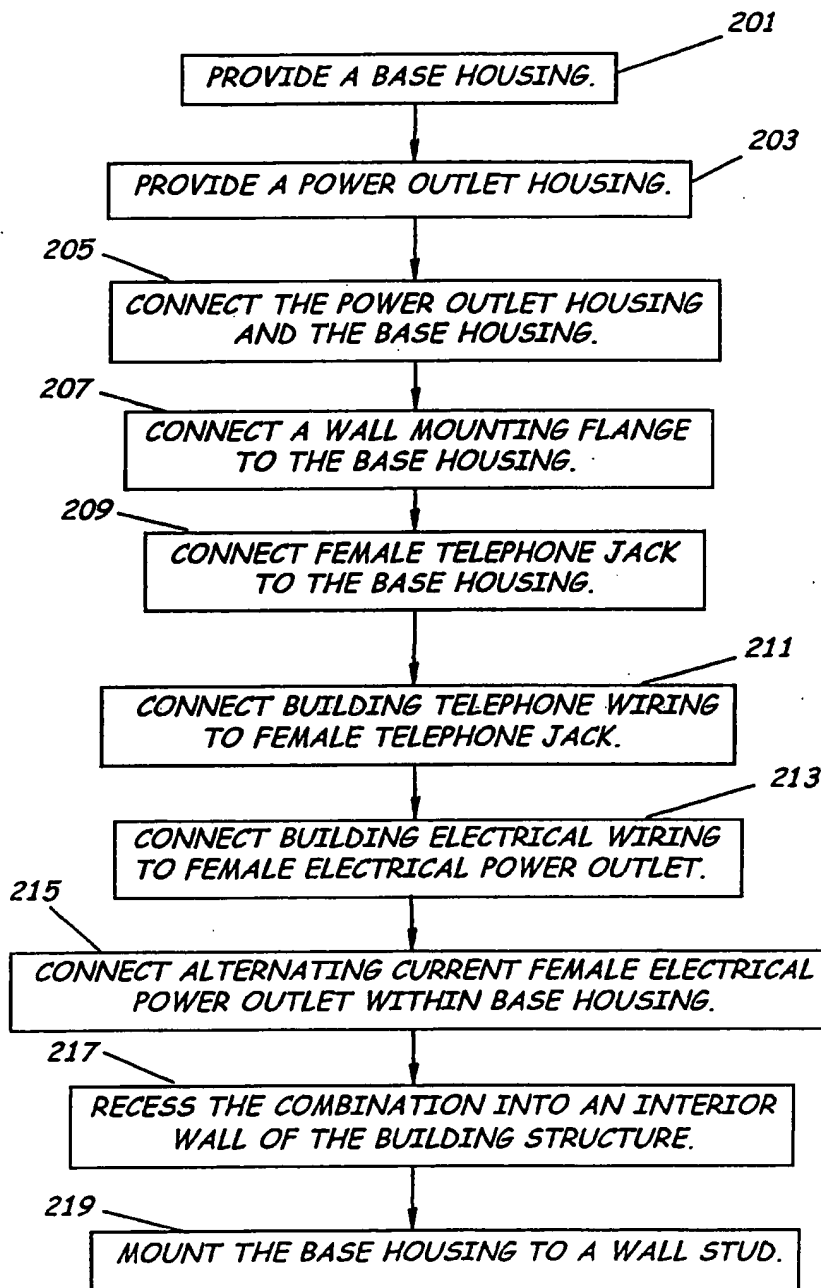 201
PROVIDE A BASE HOUSING.
203
PROVIDE A POWER OUTLET HOUSING.
205
CONNECT THE POWER OUTLET HOUSING
AND THE BASE HOUSING.
207
CONNECT A WALL MOUNTING FLANGE
TO THE BASE HOUSING.
209
CONNECT FEMALE TELEPHONE JACK
TO THE BASE HOUSING.
211
CONNECT BUILDING TELEPHONE WIRING
TO FEMALE TELEPHONE JACK.
213
CONNECT BUILDING ELECTRICAL WIRING
TO FEMALE ELECTRICAL POWER OUTLET.
215
CONNECT ALTERNATING CURRENT FEMALE ELECTRICAL
POWER OUTLET WITHIN BASE HOUSING.
217
RECESS THE COMBINATION INTO AN INTERIOR
WALL OF THE BUILDING STRUCTURE.
219
MOUNT THE BASE HOUSING TO A WALL STUD.